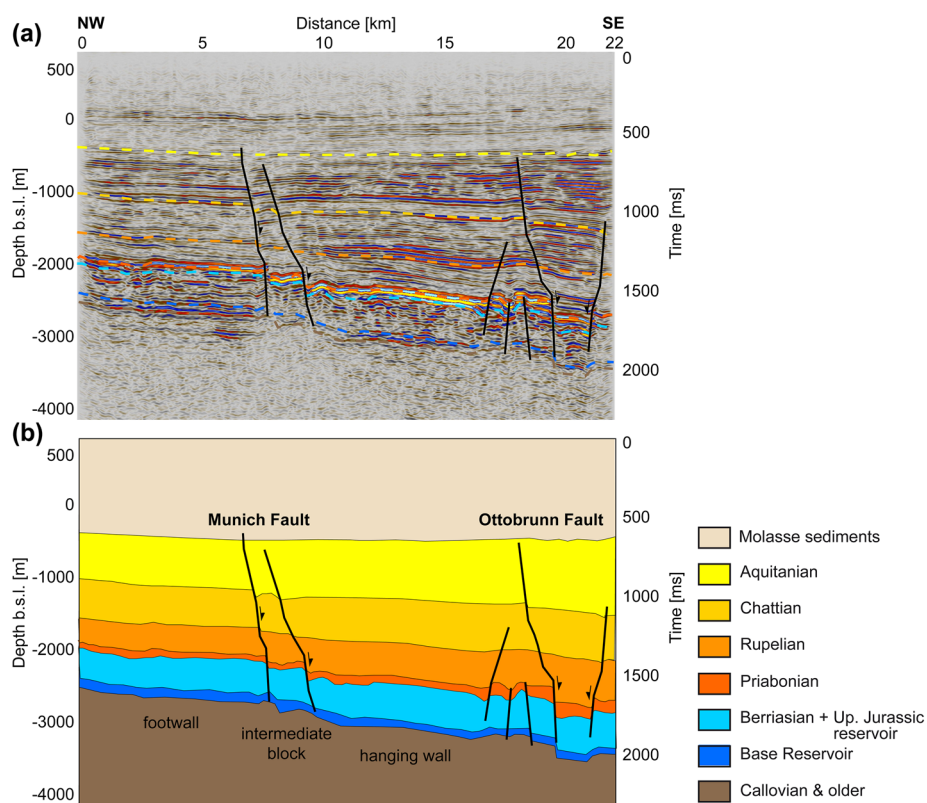 NW
Distance [km]
SE
(a)
0 5 10 15 20 22
500
0
-1000
-2000
-3000
-4000
Depth b.s.l. [m]
0
500
1000
1500
2000
Time [ms]
(b)
500
0
-1000
-2000
-3000
-4000
Depth b.s.l. [m]
0
500
1000
1500
2000
Time [ms]
Munich Fault
Ottobrunn Fault
footwall
intermediate
block
hanging wall
Molasse sediments
Aquitanian
Chattian
Rupelian
Priabonian
Berriasian + Up. Jurassic
reservoir
Base Reservoir
Callovian & older